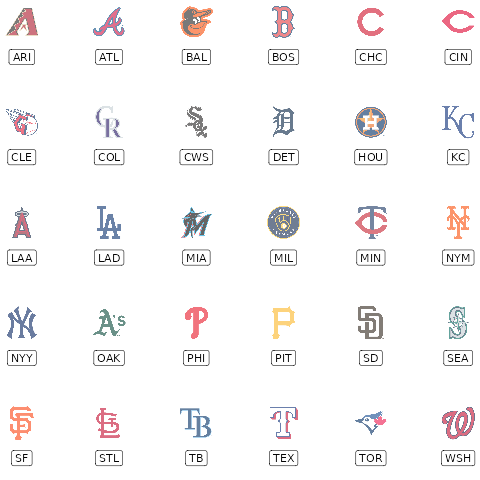 ARI ATL BAL BOS CHC CIN
CLE COL CWS DET HOU KC
LAA LAD MIA MIL MIN NYM
NYY OAK PHI PIT SD SEA
SF STL TB TEX TOR WSH